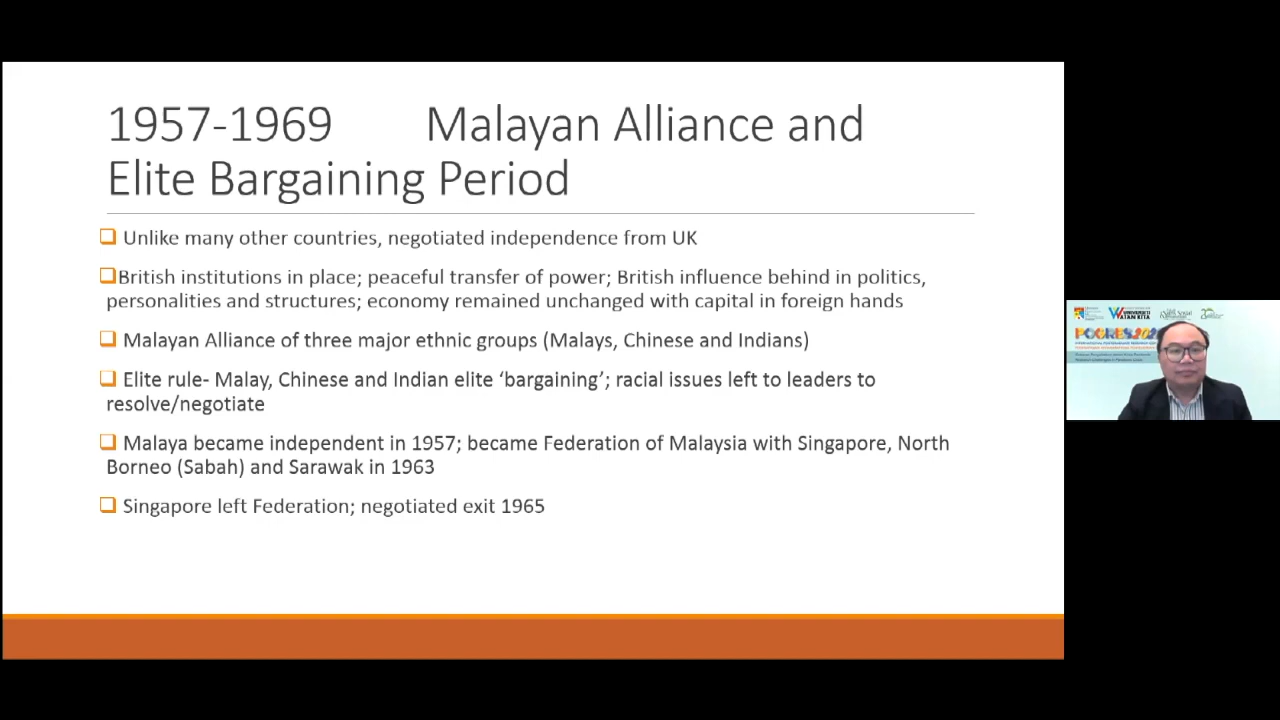 1957-1969 Malayan Alliance and
Elite Bargaining Period
Unlike many other countries, negotiated independence from UK
British institutions in place; peaceful transfer of power; British influence behind in politics,
personalities and structures; economy remained unchanged with capital in foreign hands
Malayan Alliance of three major ethnic groups (Malays, Chinese and Indians)
Elite rule- Malay, Chinese and Indian elite ‘bargaining’; racial issues left to leaders to
resolve/negotiate
Malaya became independent in 1957; became Federation of Malaysia with Singapore, North
Borneo (Sabah) and Sarawak in 1963
Singapore left Federation; negotiated exit 1965